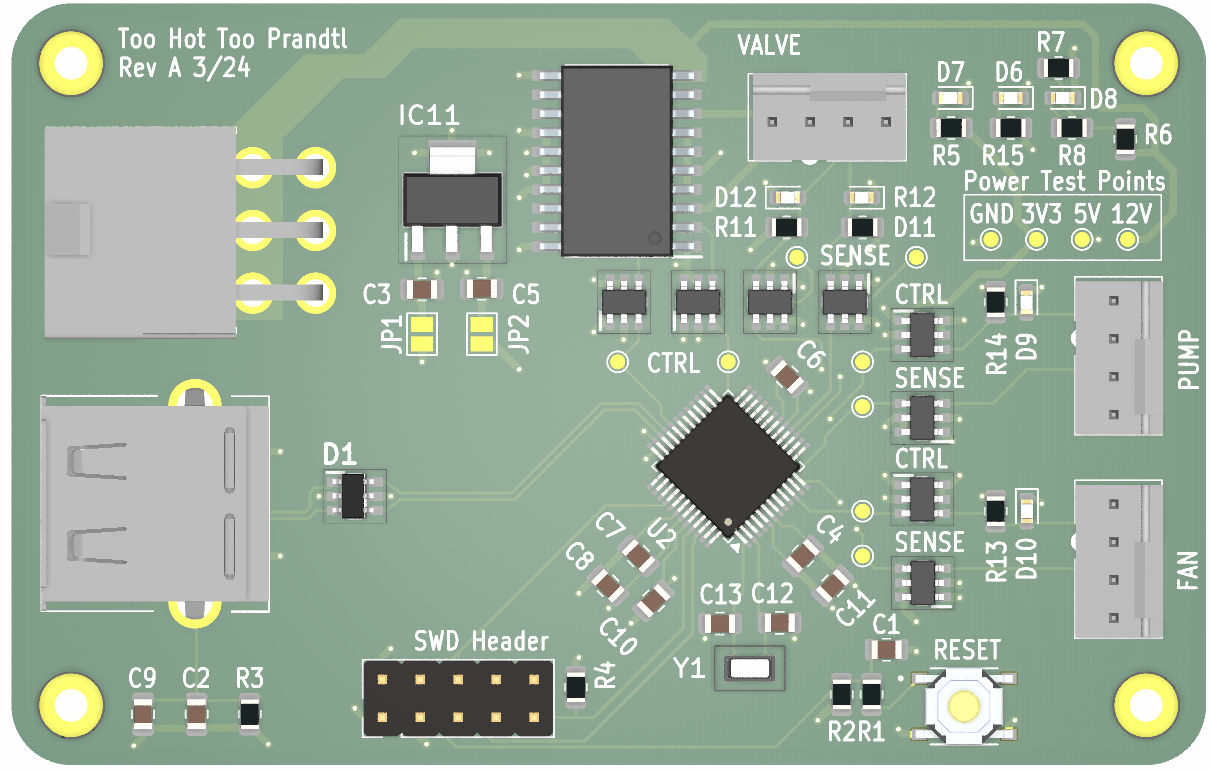 Too Hot Too Prandtl
Rev A 3/24
VALVE
R7
D7
D6
D8
IC11
R5
R15
R8
R6
Power Test Points
GND 3V3 5V 12V
D12
R12
R11
D11
SENSE
C3
C5
CTRL
JP1
JP2
R14
D9
PUMP
CTRL
C6
SENSE
D1
CTRL
C7
U2
C4
SENSE
R13
D10
FAN
C8
C10
C13
C12
C11
C1
SWD Header
RESET
Y1
R4
C9
C2
R3
R2
R1